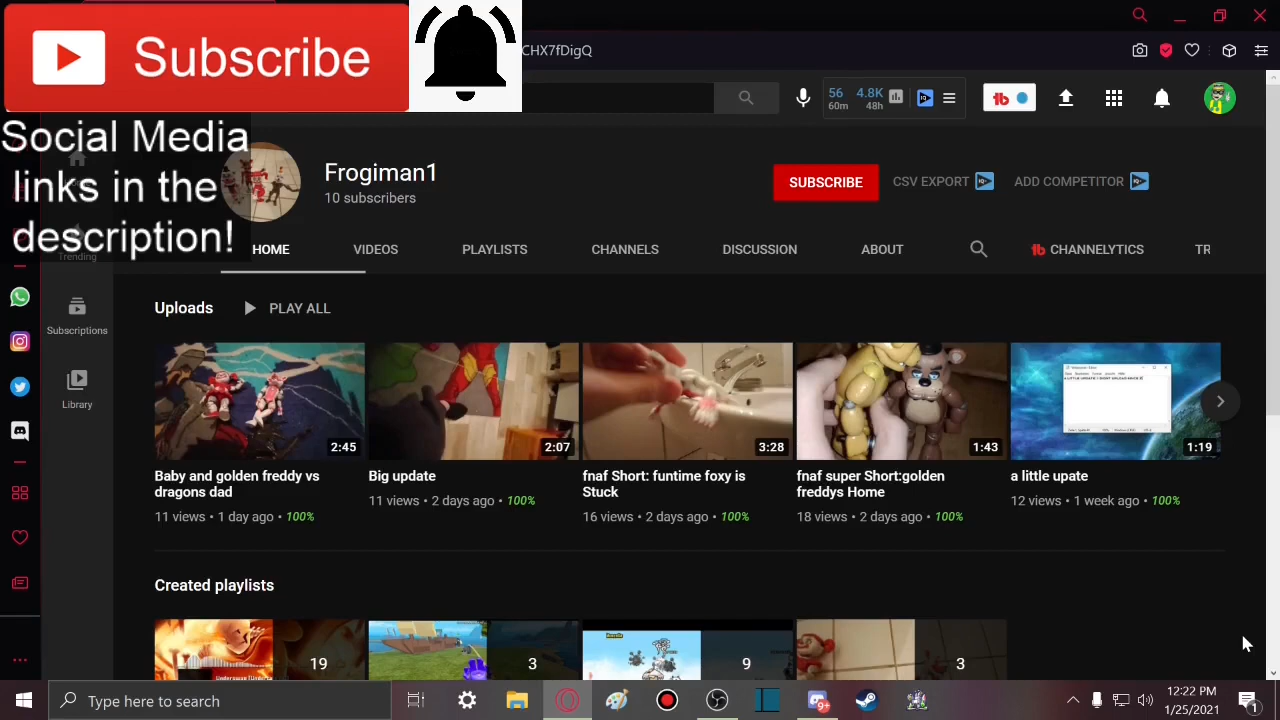 Subscribe
CHX7fDigQ
Social Media
links in the
description!
56 4.8K
60m 48h
Frogiman1
10 subscribers
SUBSCRIBE
CSV EXPORT
ADD COMPETITOR
HOME VIDEOS PLAYLISTS CHANNELS DISCUSSION ABOUT CHANNELYTICS TR
Trending
Subscriptions
Library
Uploads PLAY ALL
2:45 2:07 3:28 1:43 1:19
Baby and golden freddy vs
dragons dad
11 views • 1 day ago • 100%
Big update
11 views • 2 days ago • 100%
fnaf Short: funtime foxy is
Stuck
16 views • 2 days ago • 100%
fnaf super Short:golden
freddys Home
18 views • 2 days ago • 100%
a little upate
12 views • 1 week ago • 100%
Created playlists
19 3 9 3
Type here to search
9+
12:22 PM
1/25/2021
1